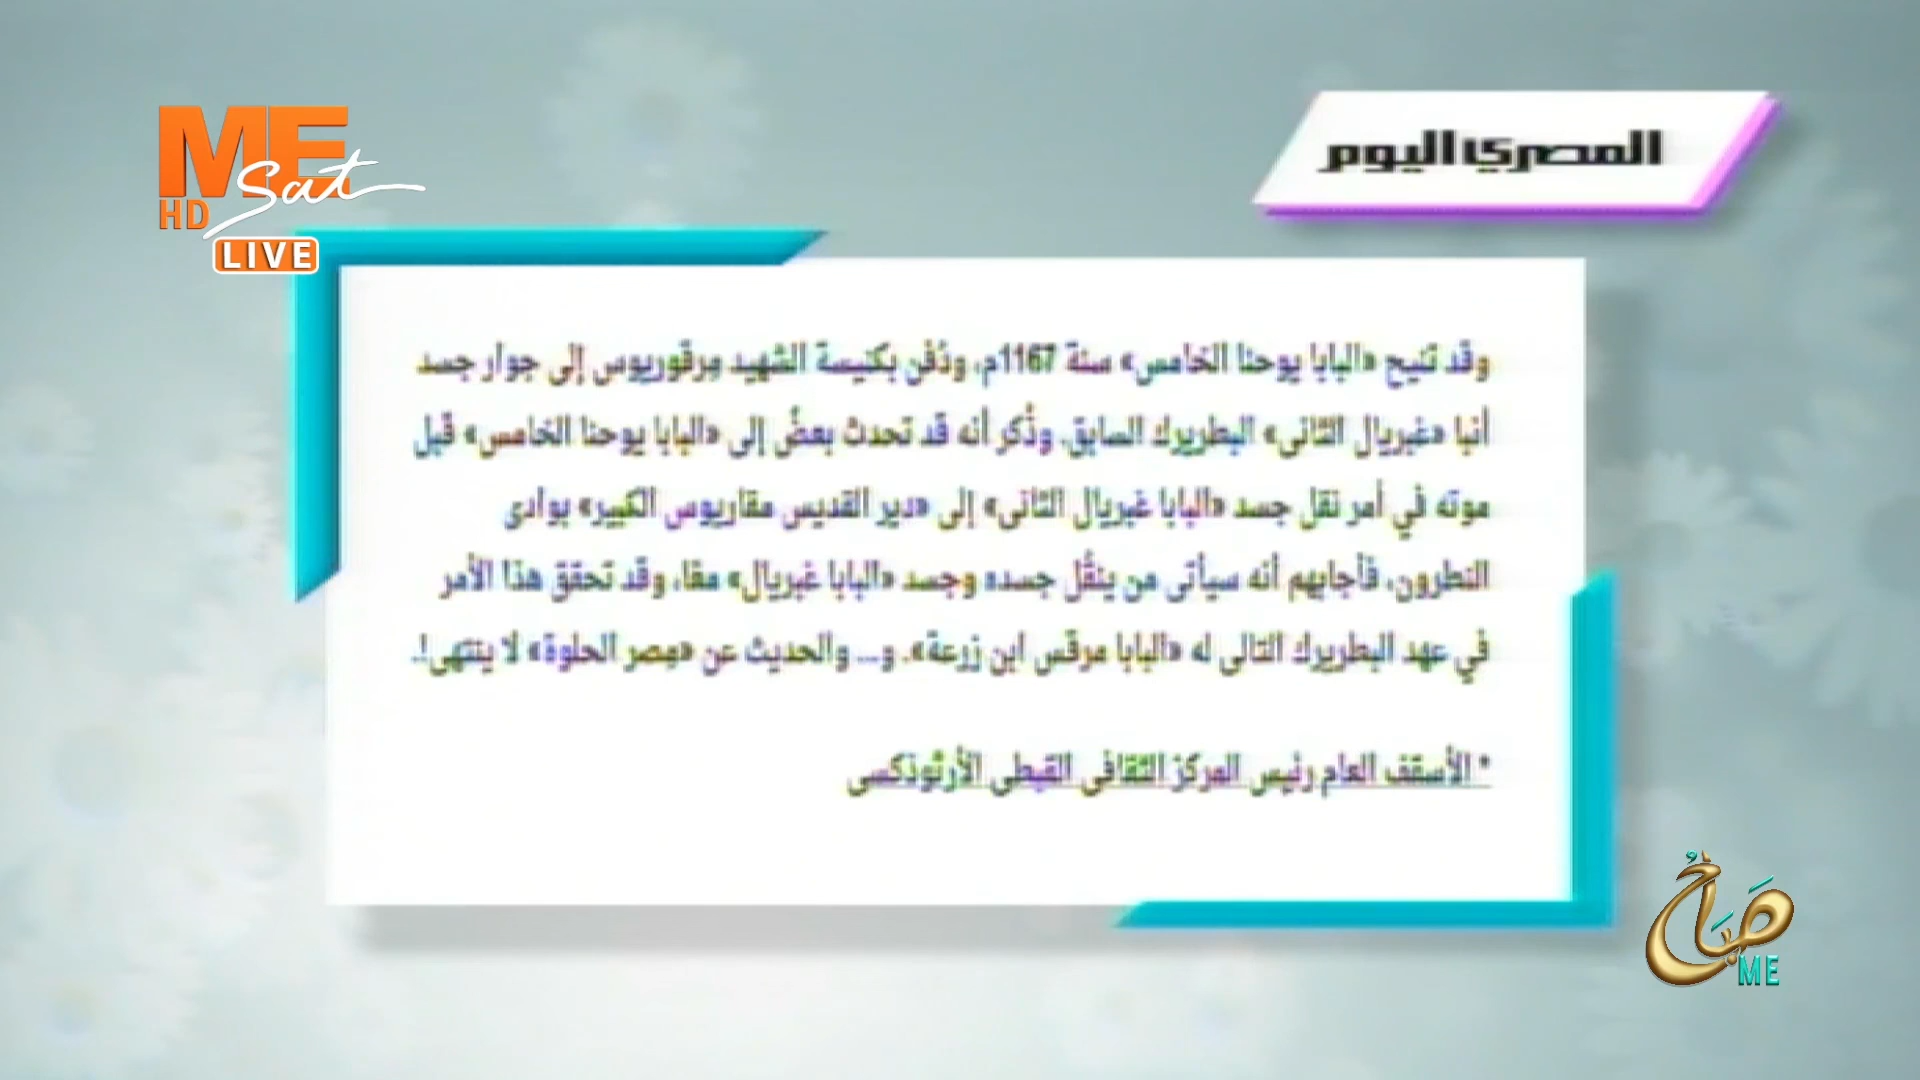 ME
Sat
HD
LIVE
المصري اليوم
وقد تنيح «البابا يوحنا الخامس» سنة 1167م، ودُفن بكنيسة الشهيد مرقوريوس إلى جوار جسد
أنبا «غبريال الثانى» البطريرك السابق، وذُكر أنه قد تحدث بعضٌ إلى «البابا يوحنا الخامس» قبل
موته في أمر نقل جسد «البابا غبريال الثانى» إلى «دير القديس مقاريوس الكبير» بوادى
النطرون، فأجابهم أنه سيأتى من ينقُل جسده وجسد «البابا غبريال» معًا، وقد تحقق هذا الأمر
في عهد البطريرك التالى له «البابا مرقس ابن زرعة». و... والحديث عن «مصر الحلوة» لا ينتهى!.
* الأسقف العام رئيس المركز الثقافى القبطى الأرثوذكسى
صَبَاحُ
ME